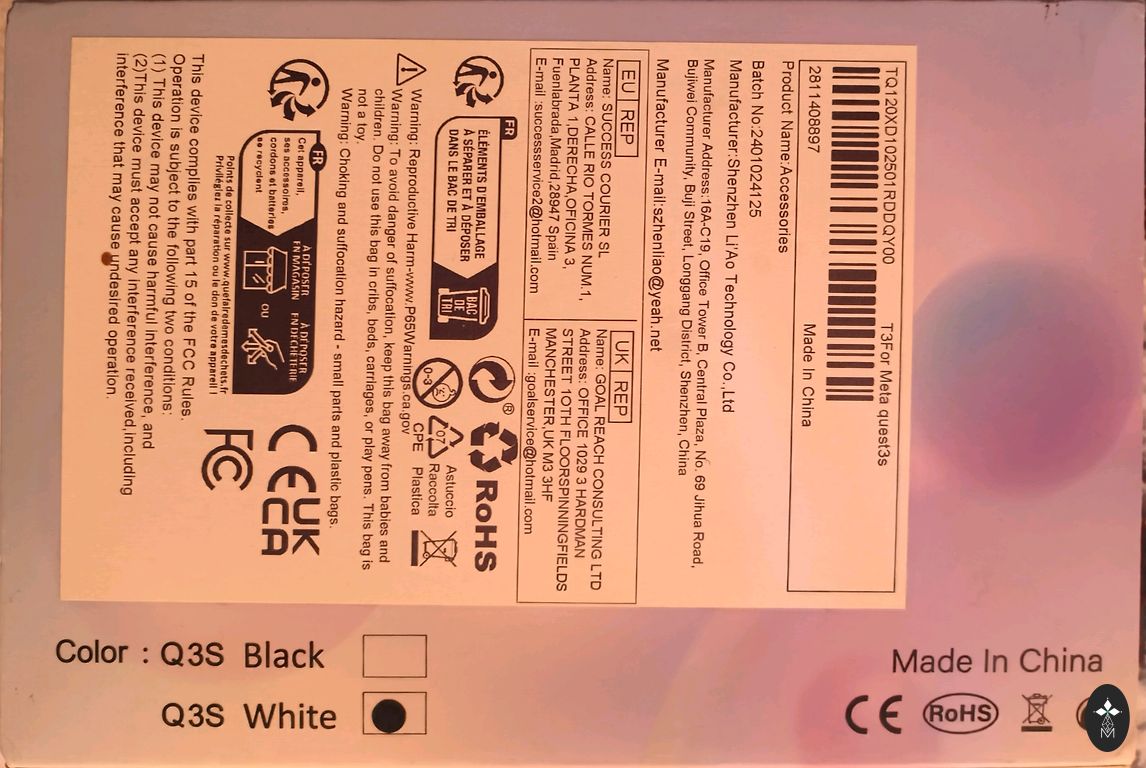 TQ120XD102501RDDQY00 T3For Meta quest3s
2811408897 Made In China
Product Name:Accessories
Batch No:2401024125
Manufacturer:Shenzhen Li'Ao Technology Co.,Ltd
Manufacturer Address:16A-C19, Office Tower B, Central Plaza, No. 69 Jihua Road,
Bujiwei Community, Buji Street, Longgang District, Shenzhen, China
Manufacturer E-mail:szhenliao@yeah.net
EU REP
Name: SUCCESS COURIER SL
Address: CALLE RIO TORMES NUM.1,
PLANTA 1,DERECHA,OFICINA 3,
Fuenlabrada,Madrid,28947 Spain
E-mail :successservice2@hotmail.com
UK REP
Name: GOAL REACH CONSULTING LTD
Address: OFFICE 1029 3 HARDMAN
STREET 1OTH FLOORSPINNINGFIELDS
MANCHESTER,UK,M3 3HF
E-mail :goalservice@hotmail.com
FR
ÉLÉMENTS D'EMBALLAGE
À SÉPARER ET À DÉPOSER
DANS LE BAC DE TRI
BAC
DE
TRI
®
RoHS
0-3
07
CPE
Astuccio
Raccolta
Plastica
Warning: Reproductive Harm-www.P65Warnings.ca.gov
Warning: To avoid danger of suffocation, keep this bag away from babies and
children. Do not use this bag in cribs, beds, carriages, or play pens. This bag is
not a toy.
Warning: Choking and suffocation hazard - small parts and plastic bags.
FR
Cet appareil,
ses accessoires,
cordons et batteries
se recyclent
À DÉPOSER
EN MAGASIN
OU
À DÉPOSER
EN DÉCHÈTERIE
Points de collecte sur www.quefairedemesdechets.fr
Privilégiez la réparation ou le don de votre appareil !
CE
UK
CA
FC
This device complies with part 15 of the FCC Rules.
Operation is subject to the following two conditions:
(1) This device may not cause harmful interference, and
(2)This device must accept any interference received,including
interference that may cause undesired operation.
Color : Q3S Black
Q3S White
Made In China
CE RoHS
M